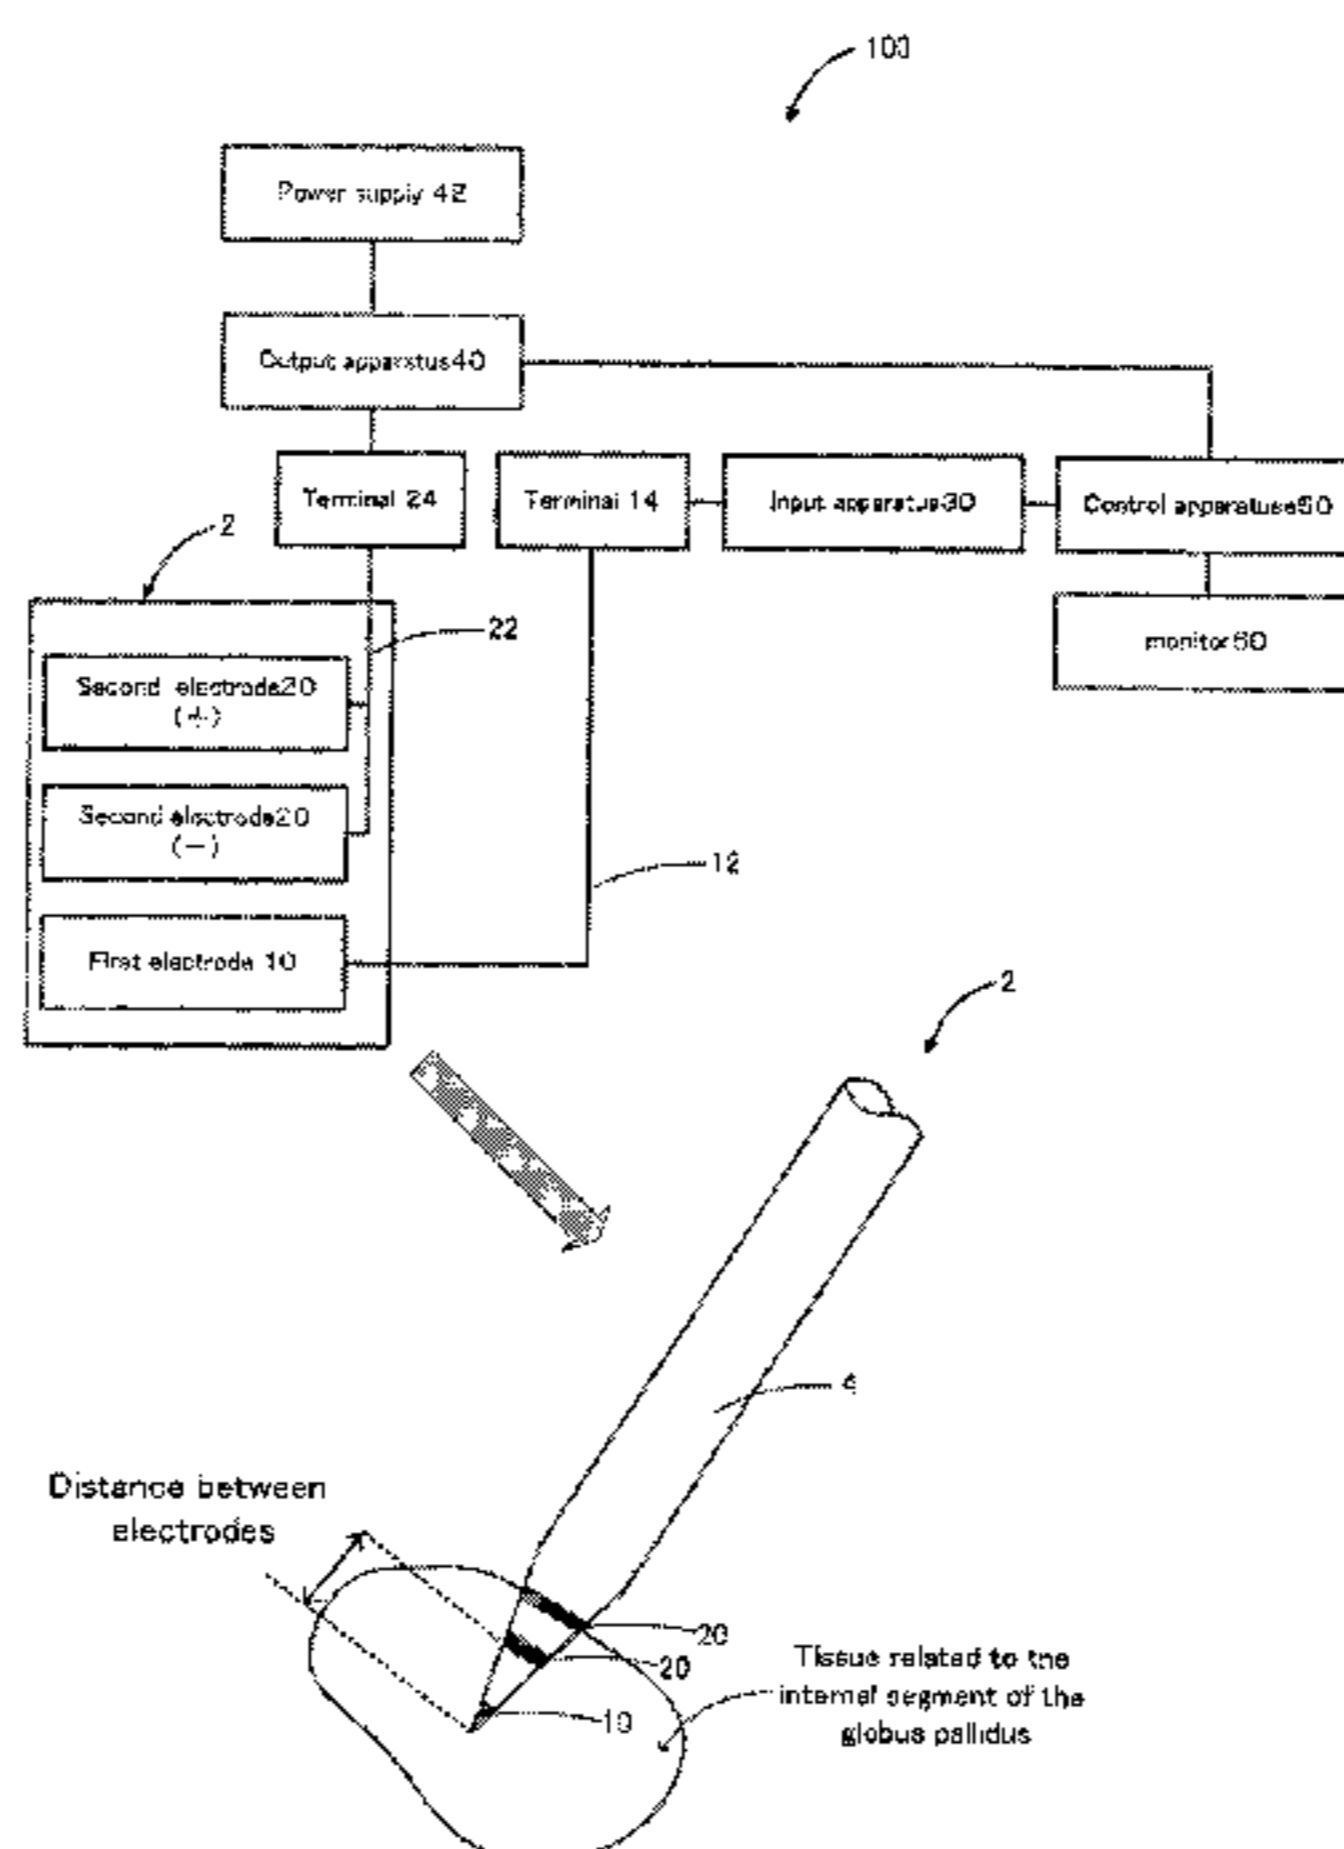 100
Power supply 42
Output apparatus40
Terminal 24
Terminal 14
Input apparatus30
Control apparatuse50
2
22
monitor60
Second electrode20
(+)
Second electrode20
(−)
12
First electrode 10
2
4
Distance between
electrodes
20
20
Tissue related to the
internal segment of the
globus pallidus
10